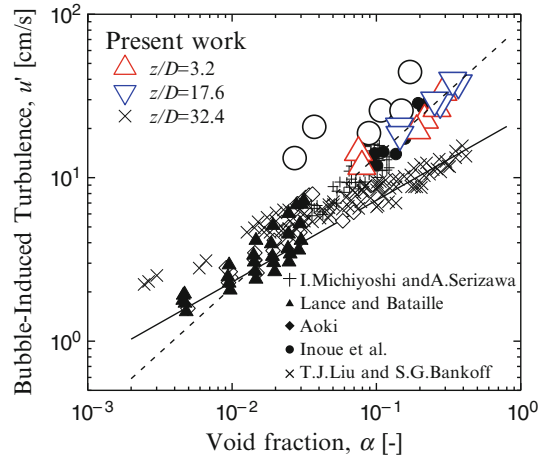 10²
10¹
10⁰
Bubble-Induced Turbulence, u' [cm/s]
Present work
z/D=3.2
z/D=17.6
z/D=32.4
I.Michiyoshi andA.Serizawa
Lance and Bataille
Aoki
Inoue et al.
T.J.Liu and S.G.Bankoff
10⁻³
10⁻²
10⁻¹
10⁰
Void fraction, α [-]